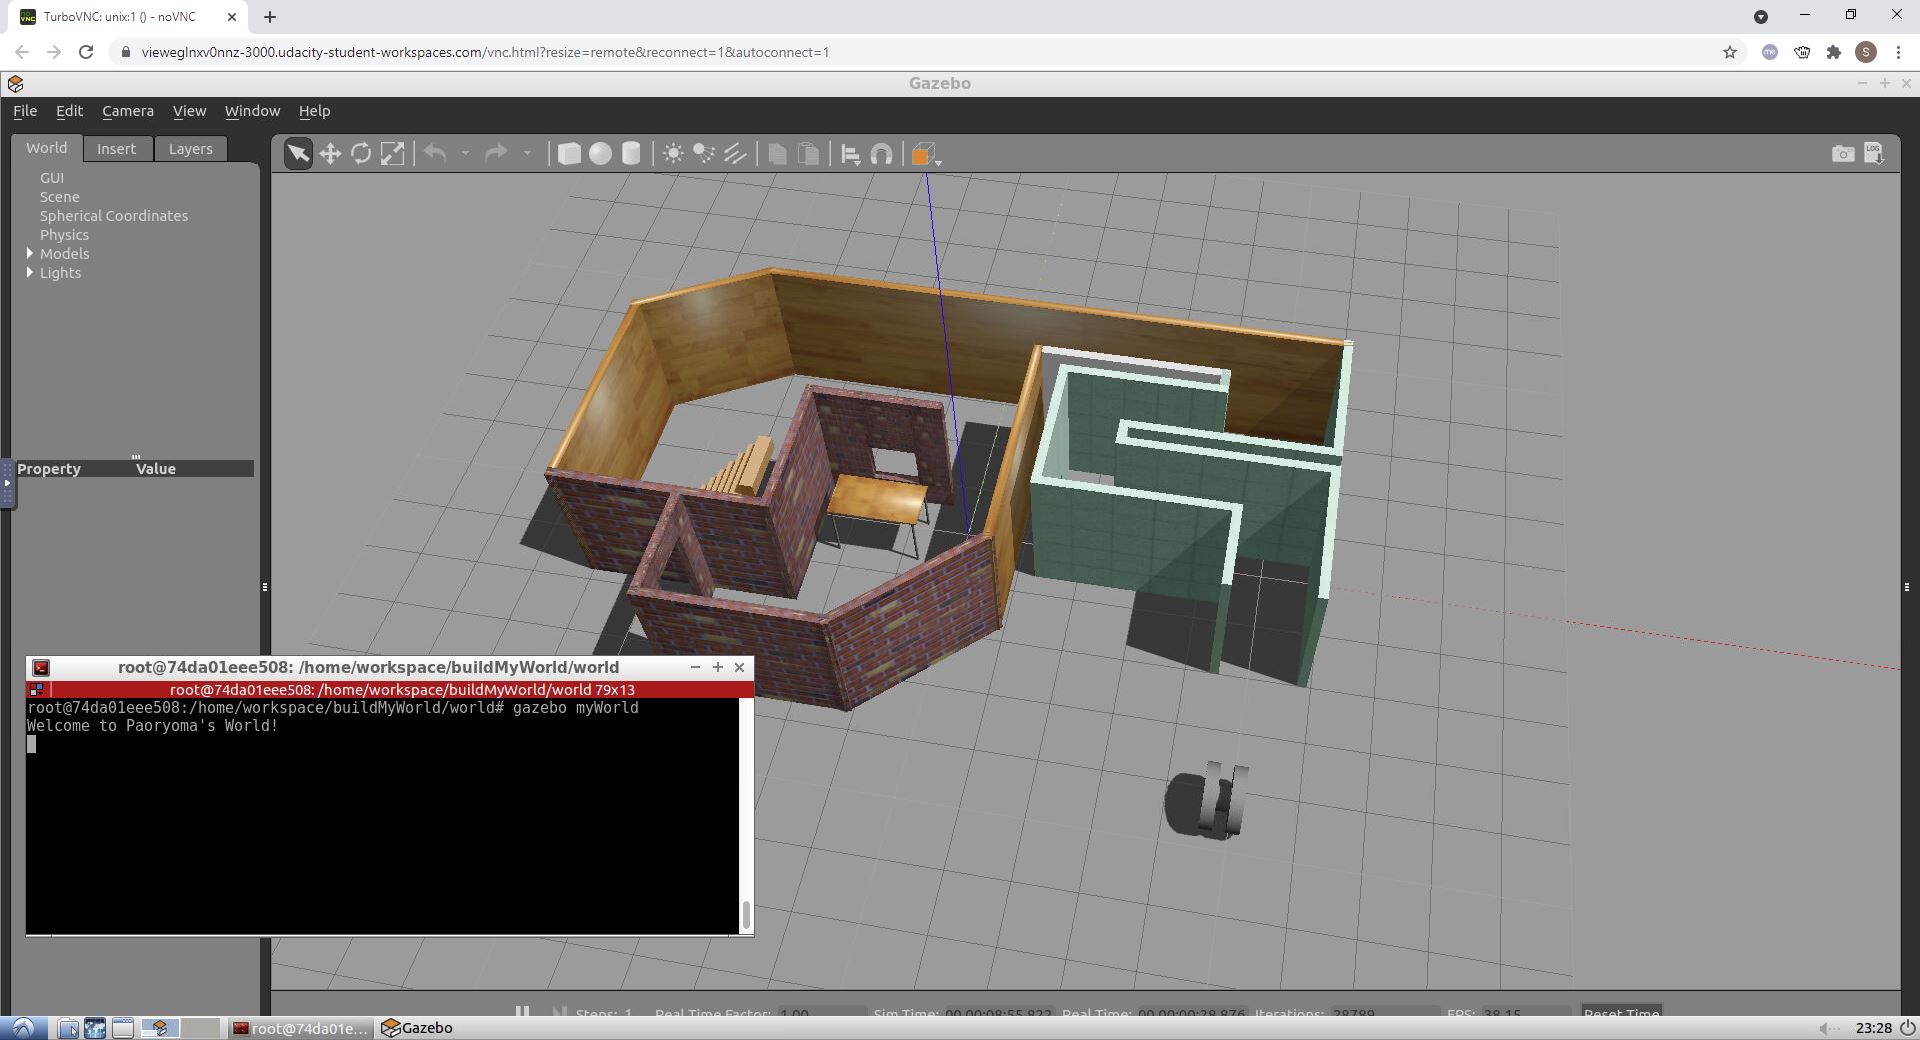 TurboVNC: unix:1 () - noVNC
vieweglnxv0nnz-3000.udacity-student-workspaces.com/vnc.html?resize=remote&reconnect=1&autoconnect=1
me
S
Gazebo
File Edit Camera View Window Help
World Insert Layers
LOG
GUI
Scene
Spherical Coordinates
Physics
Models
Lights
Property Value
root@74da01eee508: /home/workspace/buildMyWorld/world
root@74da01eee508: /home/workspace/buildMyWorld/world 79x13
root@74da01eee508:/home/workspace/buildMyWorld/world# gazebo myWorld
Welcome to Paoryoma's World!
Steps: 1 Real Time Factor: 1.00 Sim Time: 00 00:08:55.822 Real Time: 00 00:00:28.876 Iterations: 28789 FPS: 38.15 Reset Time
root@74da01e... Gazebo 23:28